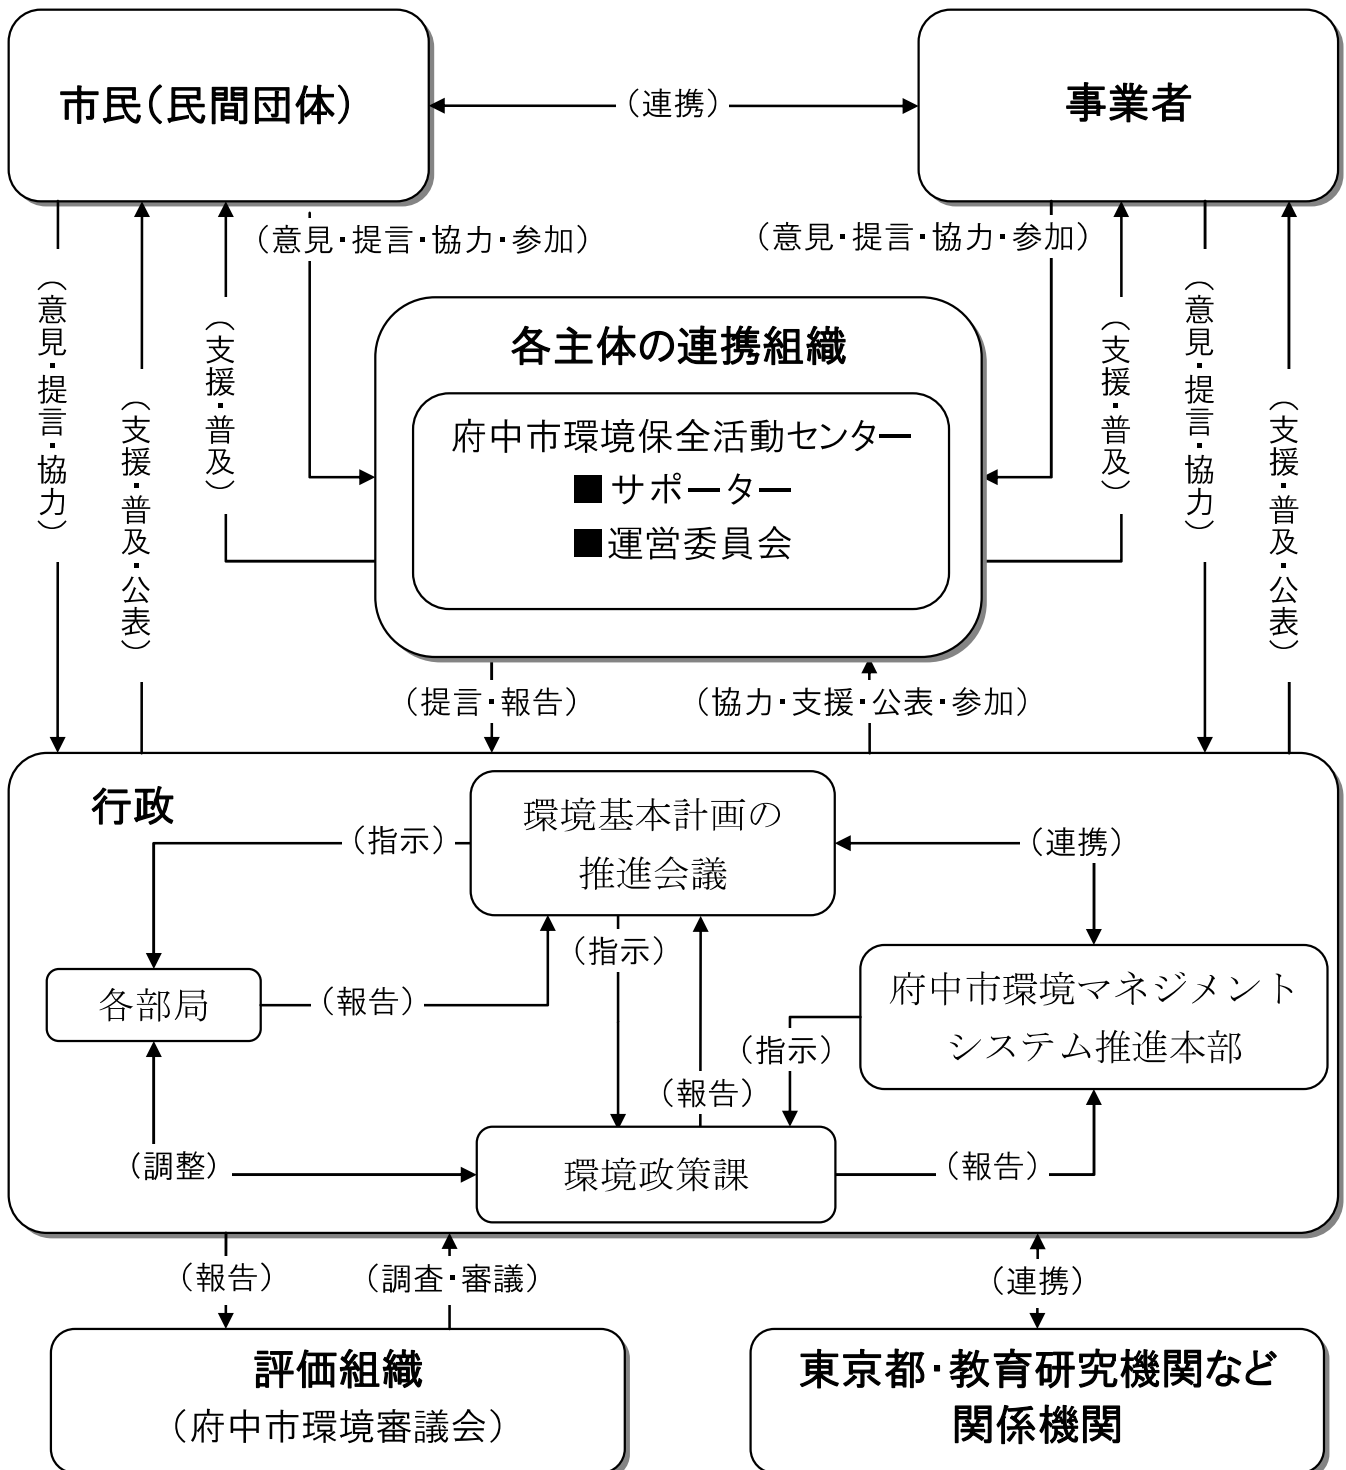 市民（民間団体）
（連携）
事業者
（意見・提言・協力・参加）
（意見・提言・協力・参加）
（意見・提言・協力）
（支援・普及・公表）
（支援・普及）
（支援・普及）
（意見・提言・協力）
（支援・普及・公表）
各主体の連携組織
府中市環境保全活動センター
■サポーター
■運営委員会
（提言・報告）
（協力・支援・公表・参加）
行政
環境基本計画の
推進会議
（指示）
（連携）
（指示）
各部局
（報告）
府中市環境マネジメント
システム推進本部
（指示）
（報告）
（調整）
環境政策課
（報告）
（報告）
（調査・審議）
（連携）
評価組織
（府中市環境審議会）
東京都・教育研究機関など
関係機関